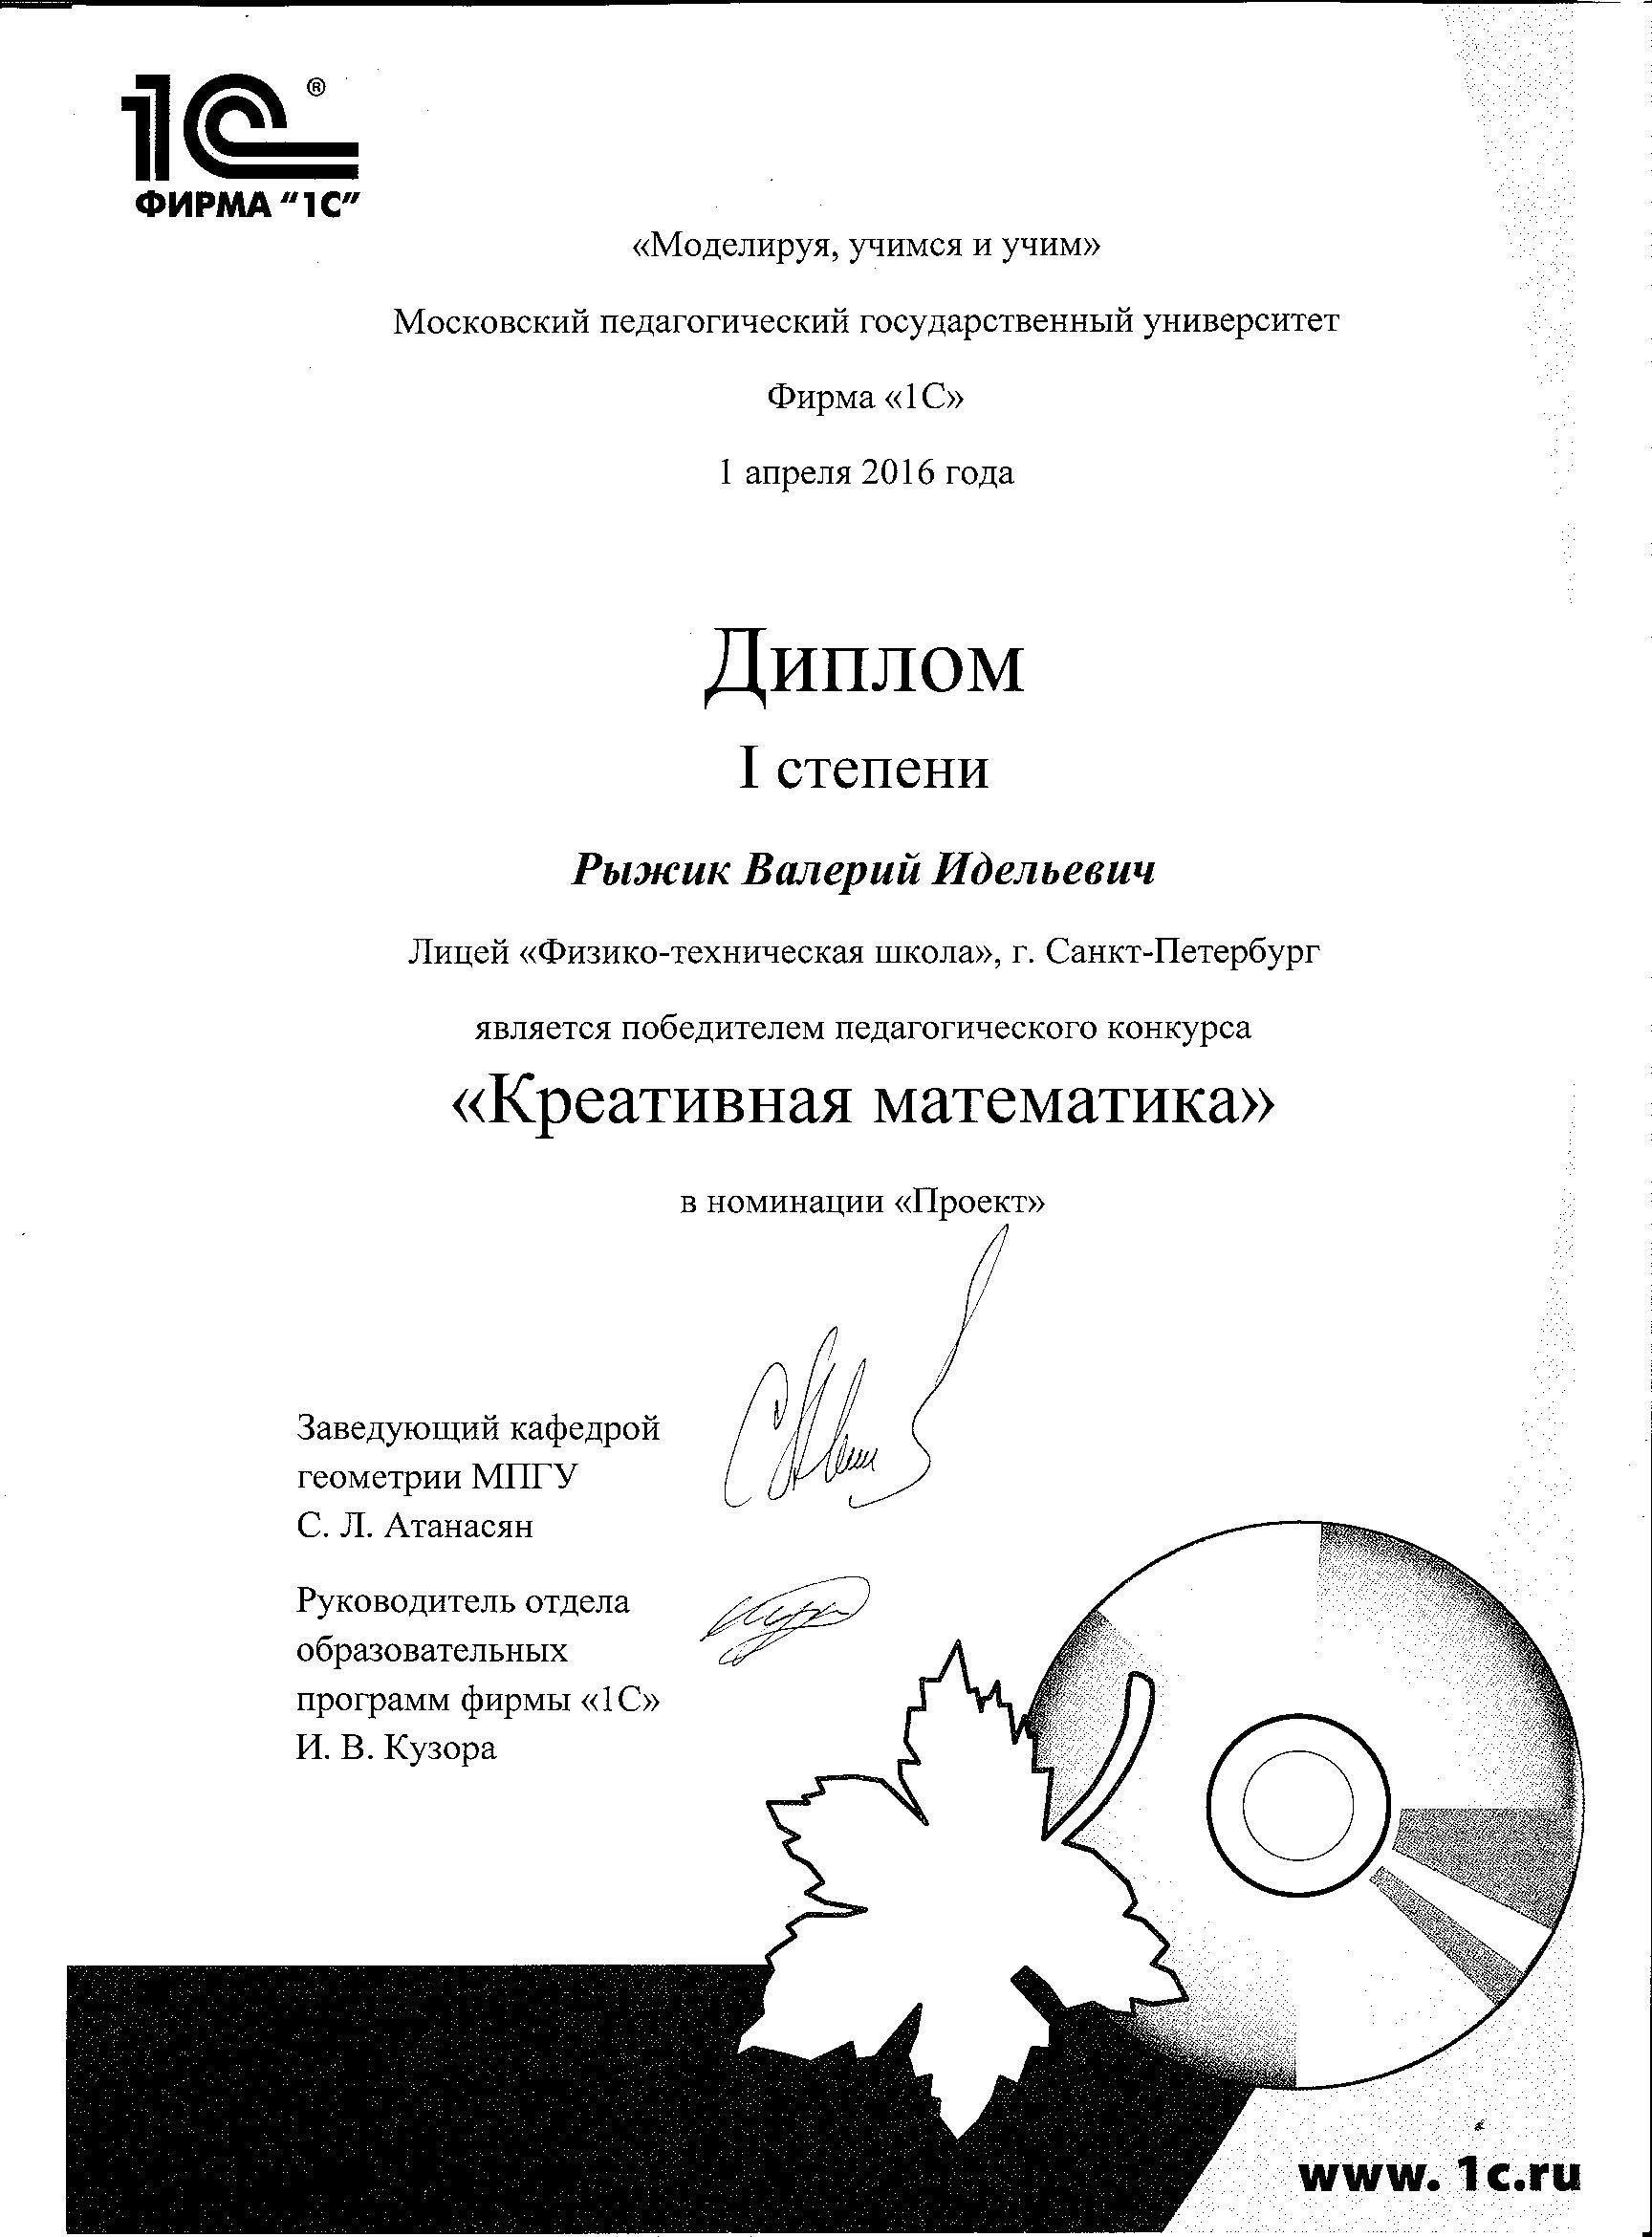 1С®
ФИРМА "1С"
«Моделируя, учимся и учим»
Московский педагогический государственный университет
Фирма «1С»
1 апреля 2016 года
Диплом
I степени
Рыжик Валерий Идельевич
Лицей «Физико-техническая школа», г. Санкт-Петербург
является победителем педагогического конкурса
«Креативная математика»
в номинации «Проект»
Заведующий кафедрой
геометрии МПГУ
С. Л. Атанасян
Руководитель отдела
образовательных
программ фирмы «1С»
И. В. Кузора
www. 1c.ru